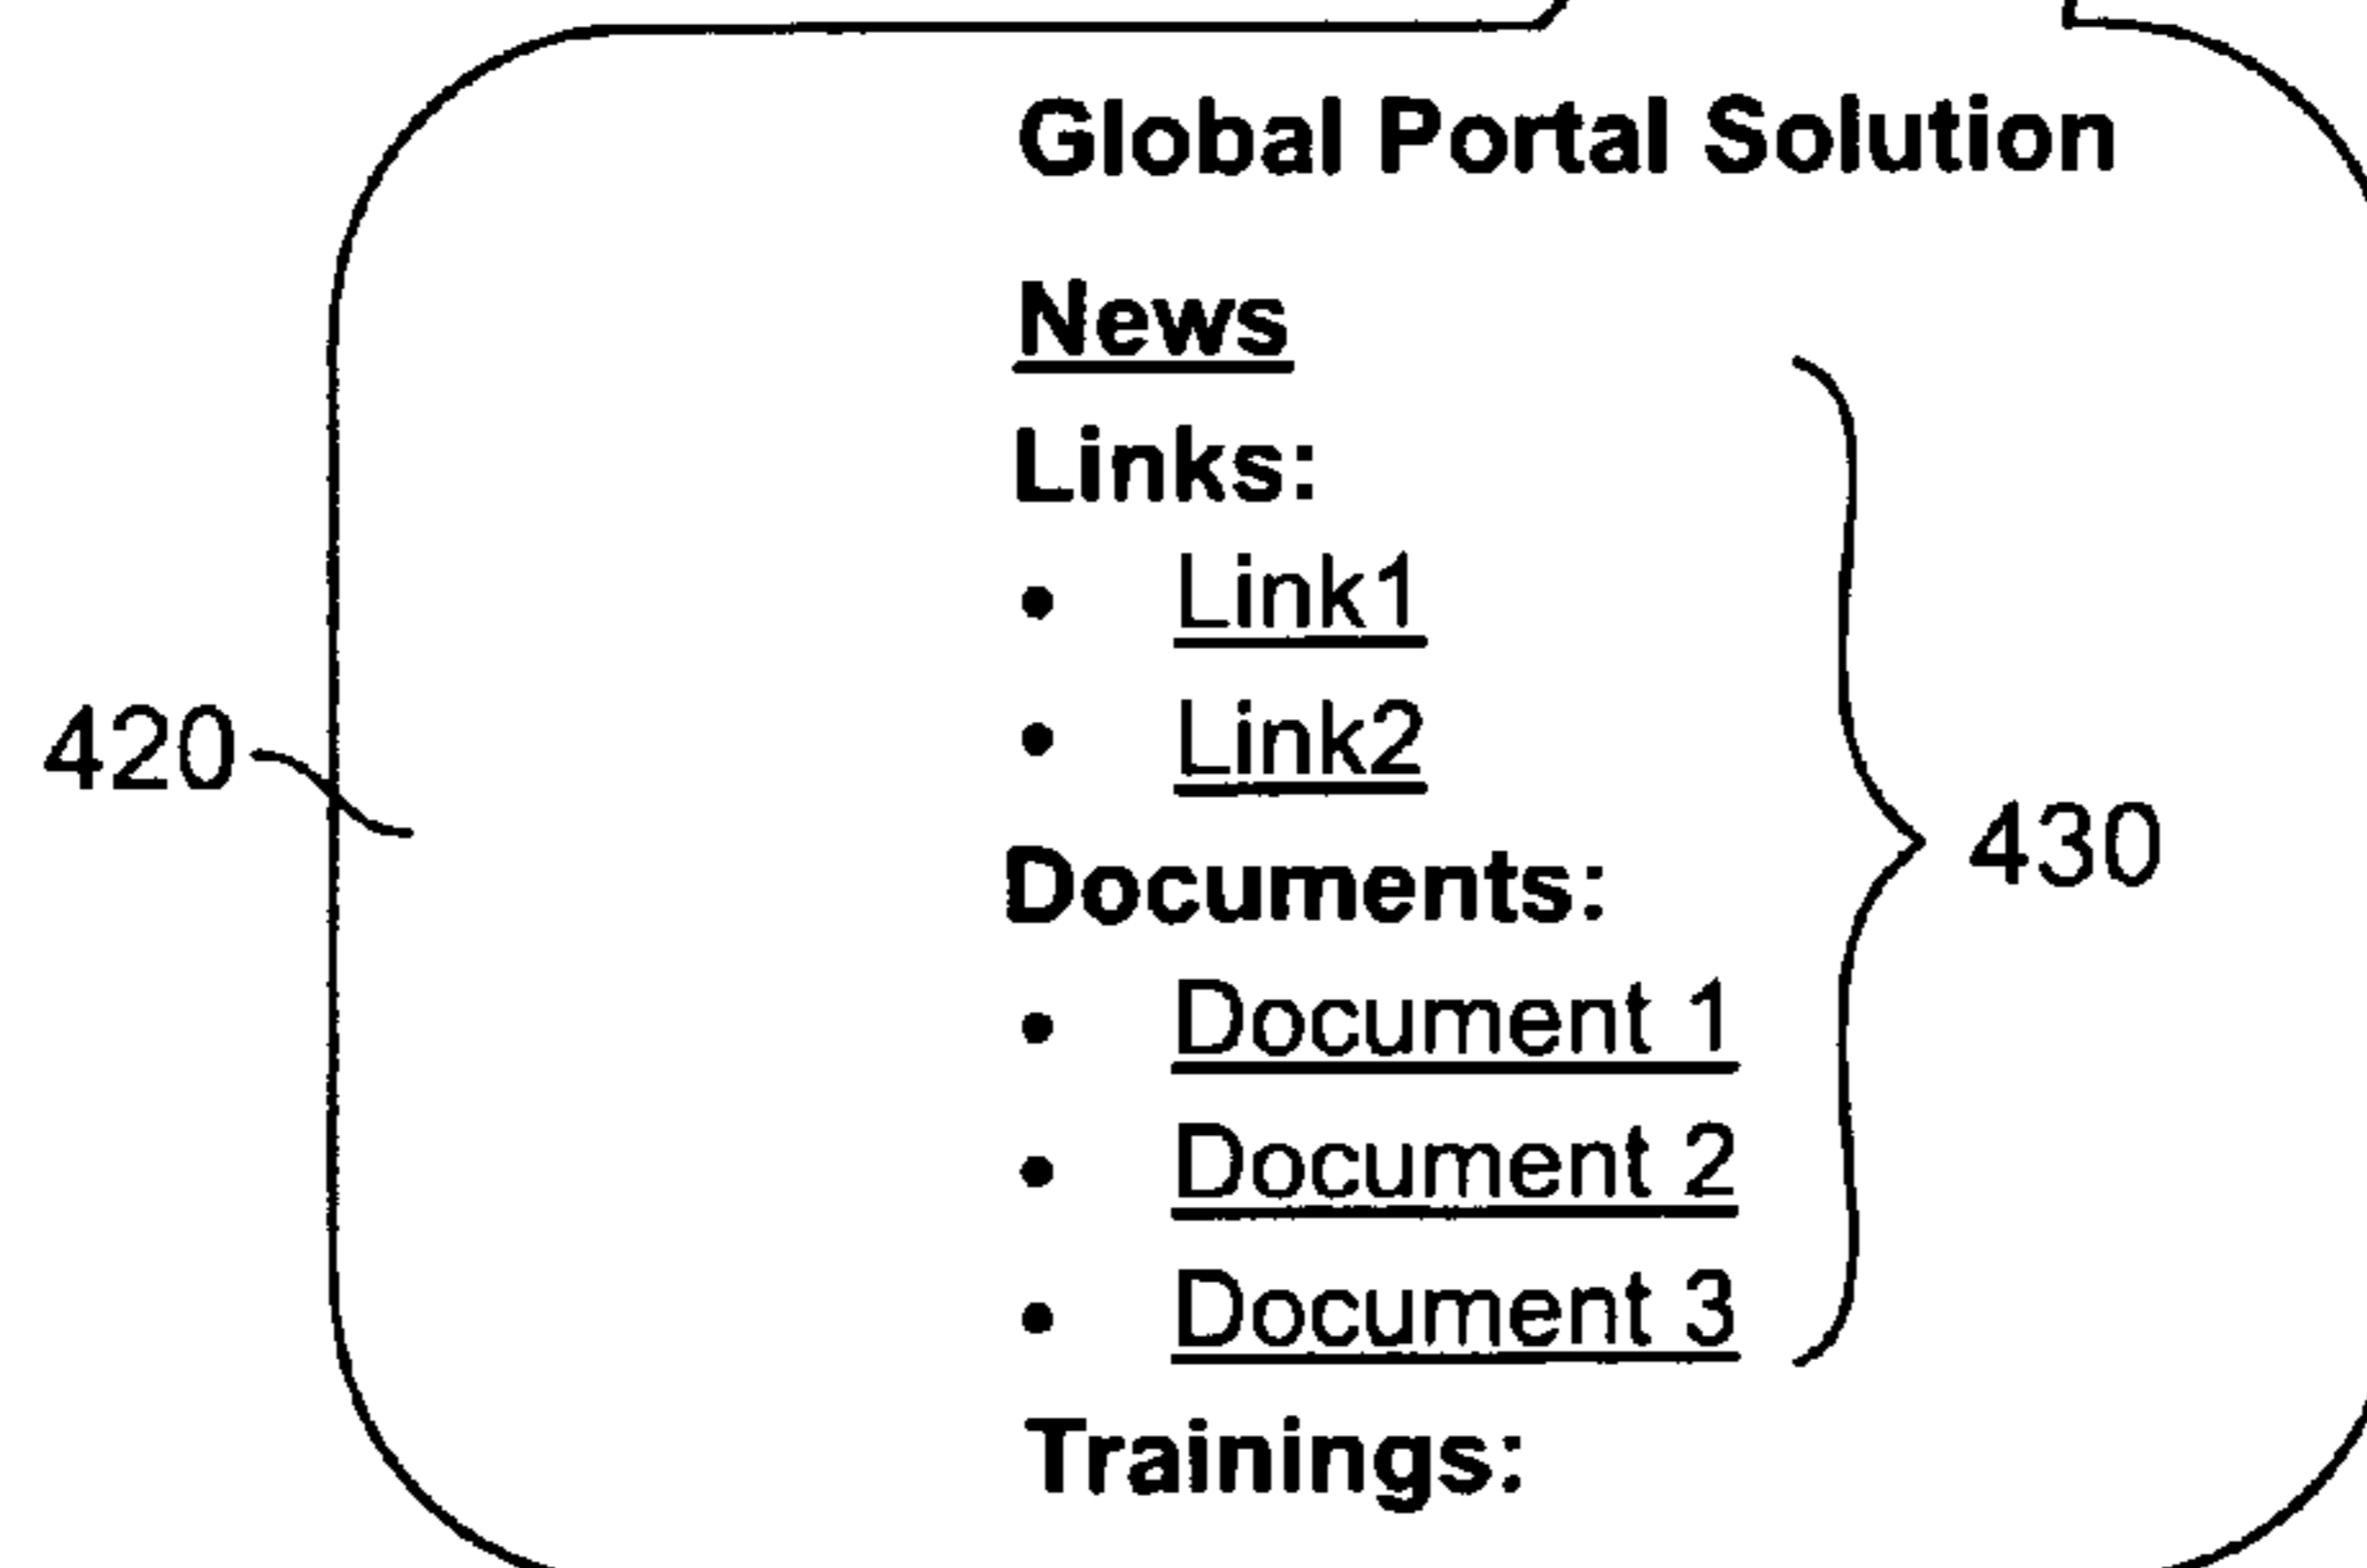 Global Portal Solution
News
Links:
• Link1
• Link2
420
430
Documents:
• Document 1
• Document 2
• Document 3
Trainings: